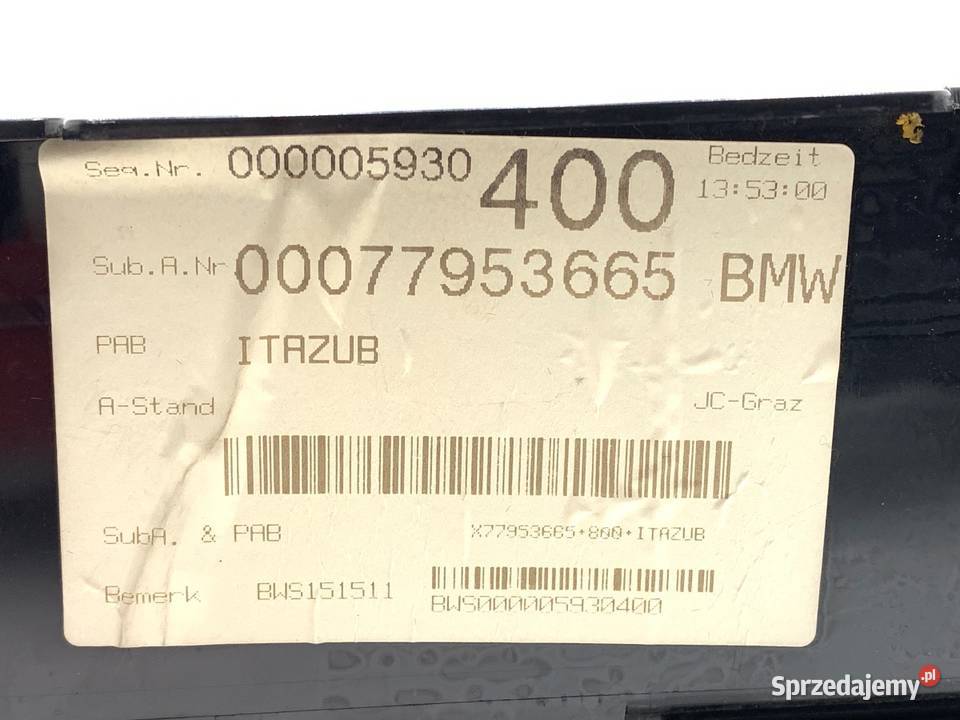 Seq.Nr. 000005930 400 Bedzeit
13:53:00
Sub.A.Nr 00077953665 BMW
PAB ITAZUB
A-Stand JC-Graz
SubA. & PAB X77953665+800+ITAZUB
Bemerk BWS151511
BWS000005930400
Sprzedajemy.pl